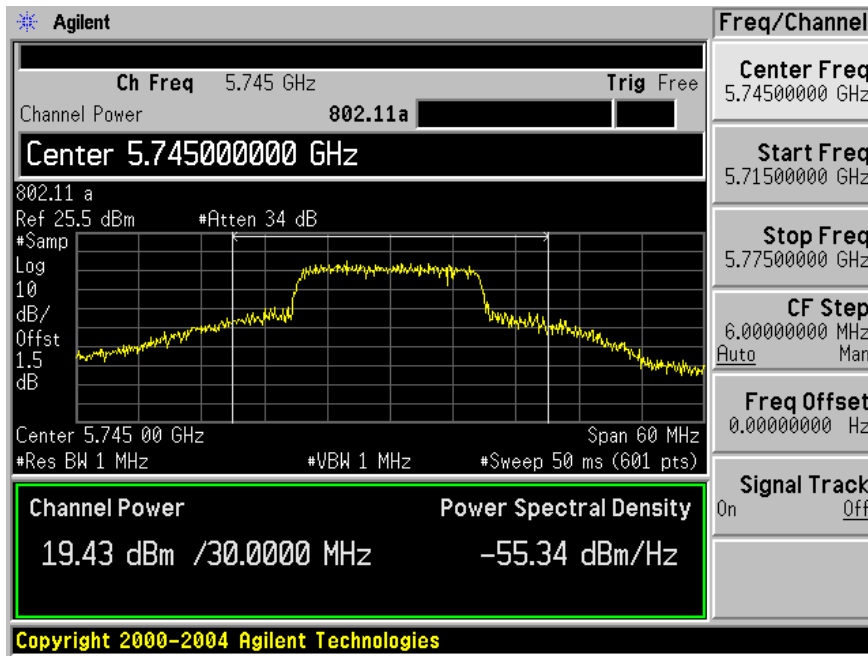 Agilent
Freq/Channel
Ch Freq 5.745 GHz Trig Free
Channel Power 802.11a
Center 5.745000000 GHz
802.11 a
Ref 25.5 dBm #Atten 34 dB
#Samp
Log
10
dB/
Offst
1.5
dB
Center 5.745 00 GHz Span 60 MHz
#Res BW 1 MHz #VBW 1 MHz #Sweep 50 ms (601 pts)
Channel Power Power Spectral Density
19.43 dBm /30.0000 MHz -55.34 dBm/Hz
Copyright 2000-2004 Agilent Technologies
Center Freq
5.74500000 GHz
Start Freq
5.71500000 GHz
Stop Freq
5.77500000 GHz
CF Step
6.00000000 MHz
Auto Man
Freq Offset
0.00000000 Hz
Signal Track
On Off